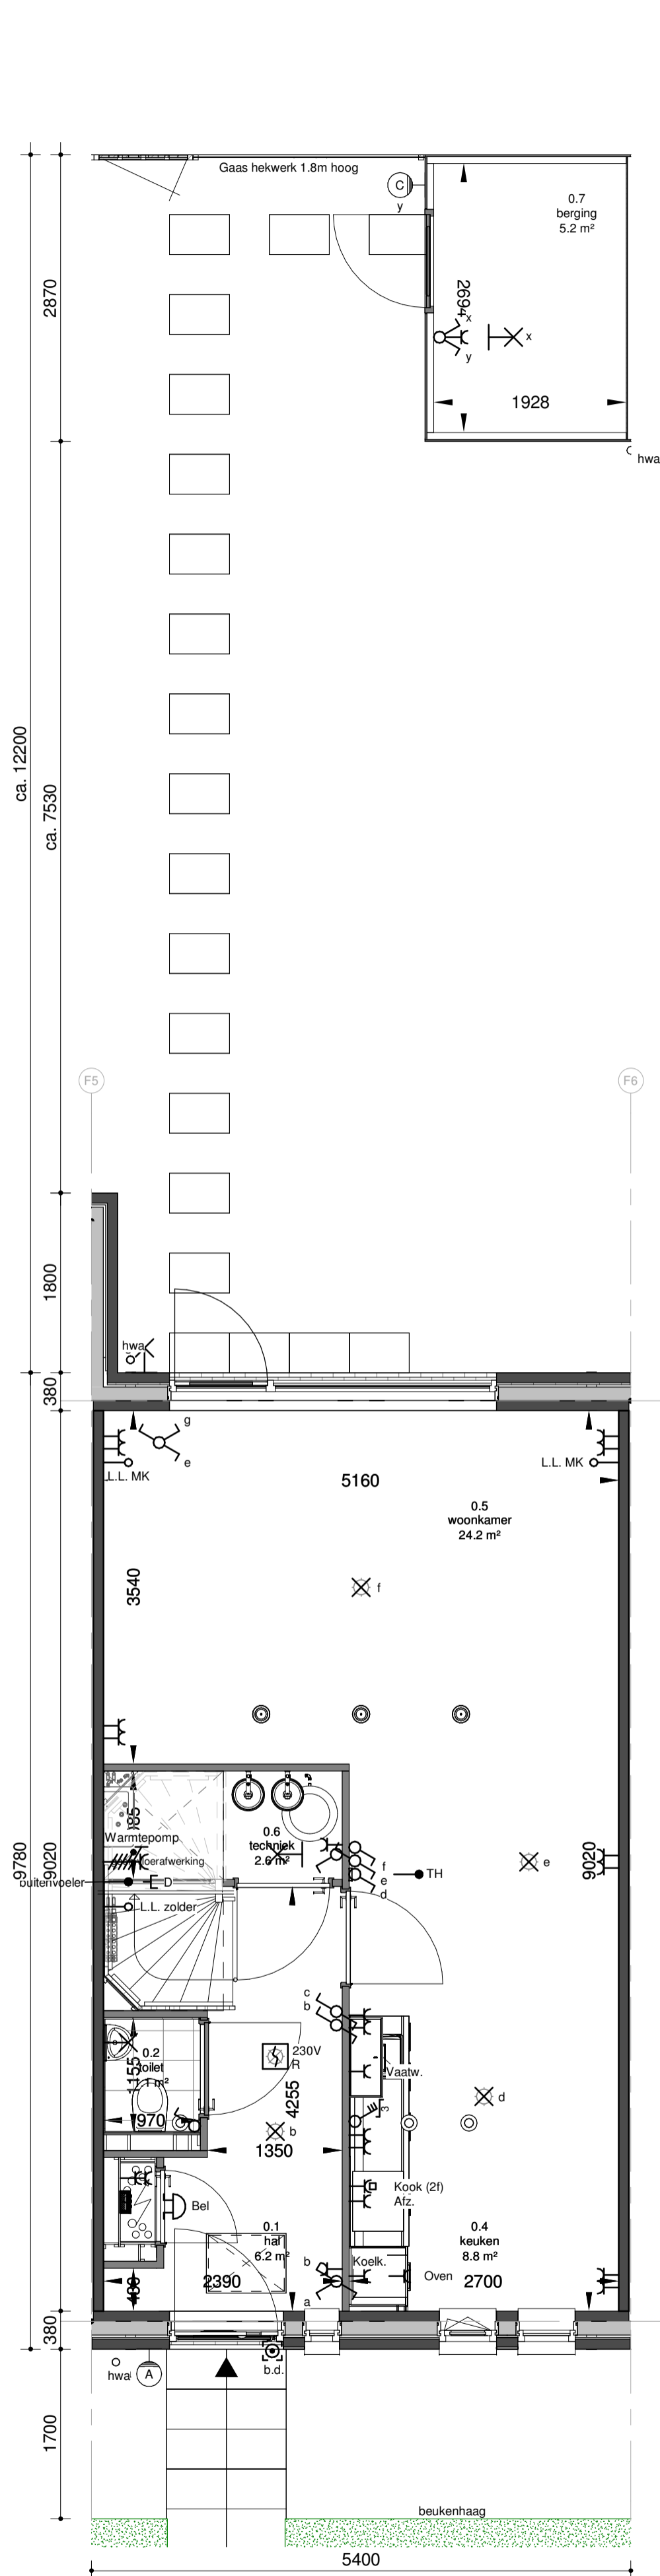 Gaas hekwerk 1.8m hoog
C
y
0.7
berging
5.2 m²
2870
2694
x
x
y
1928
hwa
ca. 12200
ca. 7530
F5
F6
1800
hwa
380
g
e
L.L. MK
L.L. MK
5160
0.5
woonkamer
24.2 m²
3540
f
Warmtepomp
0.6
techniek
2.6 m²
9780
9020
9020
buitenvoeler
D
f
e
d
TH
e
L.L. zolder
c
b
0.2
toilet
1155
970
230V
R
4255
b
1350
Vaatw.
d
3
Kook (2f)
Afz.
Bel
0.1
hal
6.2 m²
0.4
keuken
8.8 m²
b
Koelk.
Oven
2390
2700
a
380
hwa
A
b.d.
1700
beukenhaag
5400